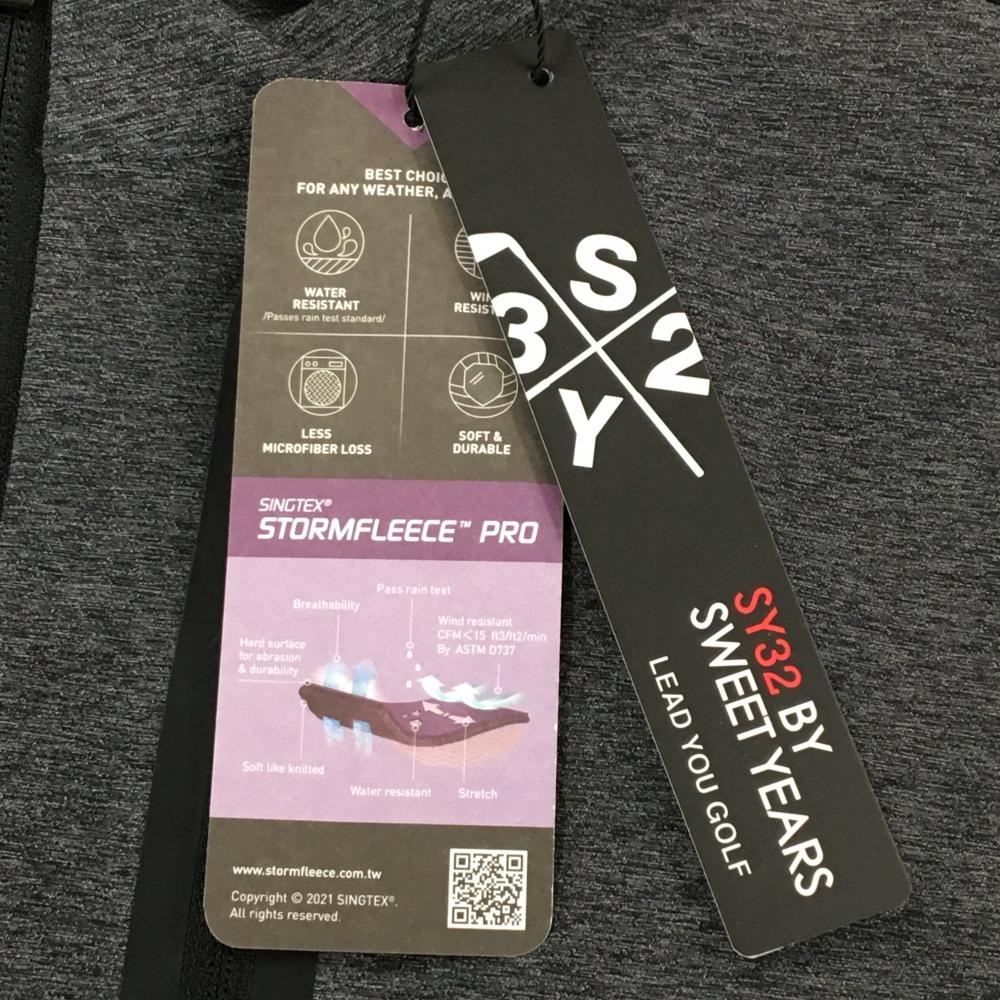 BEST
FOR ANY WEATHER,
WATER
RESISTANT
/Passes rain test standard/
LESS
MICROFIBER LOSS
SOFT &
DURABLE
SINGTEX®
STORMFLEECE™ PRO
Pass rain test
Breathability
Wind resistant
CFM<15 ft3/ft2/min
By ASTM D737
Hard surface
for abrasion
& durability
Soft like knitted
Water resistant
Stretch
www.stormfleece.com.tw
Copyright © 2021 SINGTEX®.
All rights reserved.
S
3 2
Y
SY32 BY
SWEET YEARS
LEAD YOU GOLF